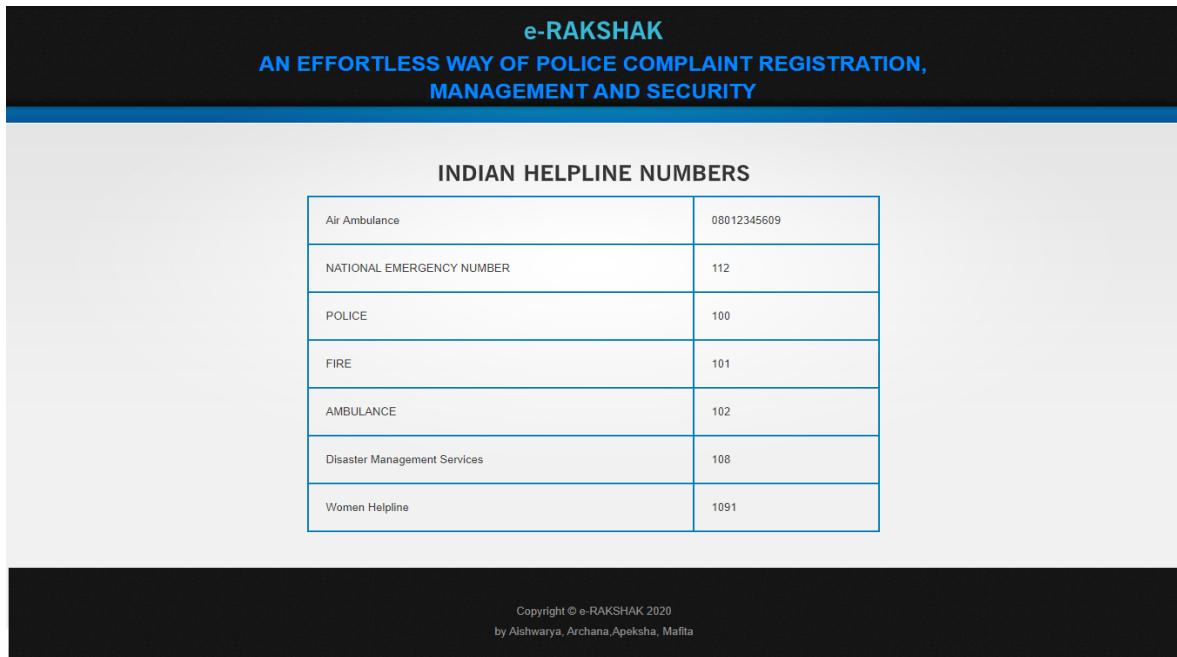 e-RAKSHAK
AN EFFORTLESS WAY OF POLICE COMPLAINT REGISTRATION,
MANAGEMENT AND SECURITY
INDIAN HELPLINE NUMBERS
Air Ambulance 08012345609
NATIONAL EMERGENCY NUMBER 112
POLICE 100
FIRE 101
AMBULANCE 102
Disaster Management Services 108
Women Helpline 1091
Copyright © e-RAKSHAK 2020
by Aishwarya, Archana,Apeksha, Mafita